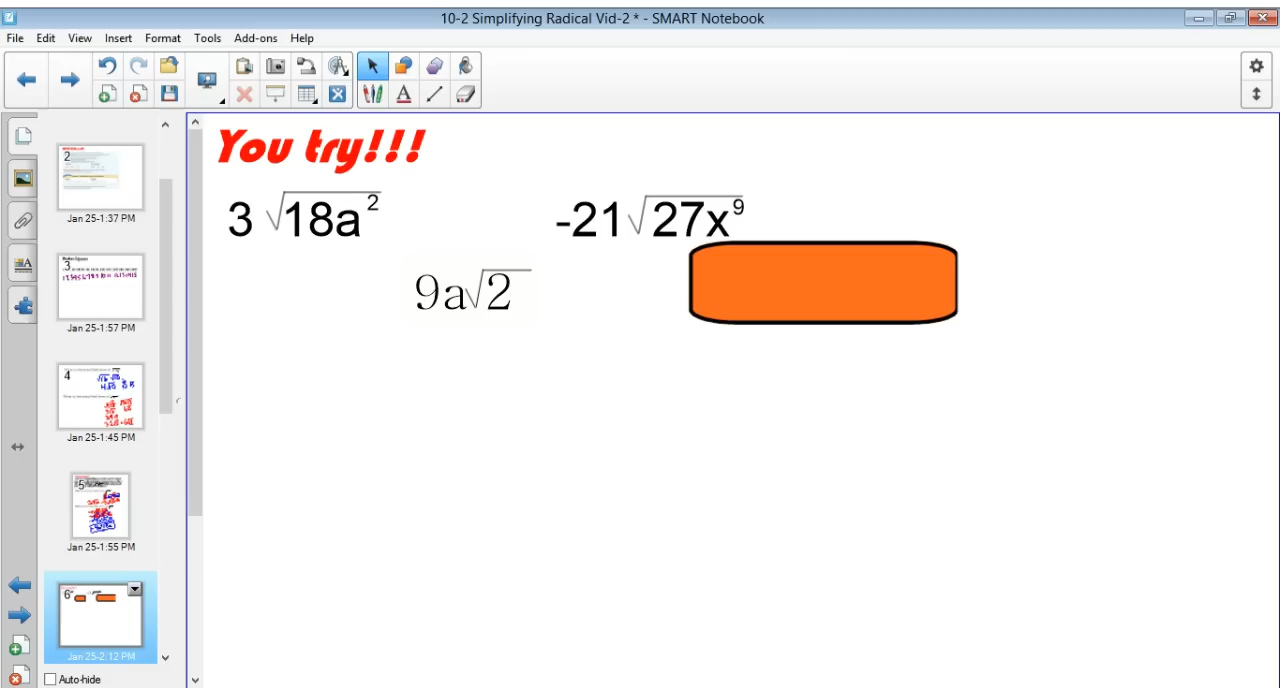 10-2 Simplifying Radical Vid-2 * - SMART Notebook
File Edit View Insert Format Tools Add-ons Help
You try!!!
3 √18a²
-21√27x⁹
9a√2
2
Jan 25-1:37 PM
3
Jan 25-1:57 PM
4
Jan 25-1:45 PM
5
Jan 25-1:55 PM
6
Jan 25-2:12 PM
Auto-hide